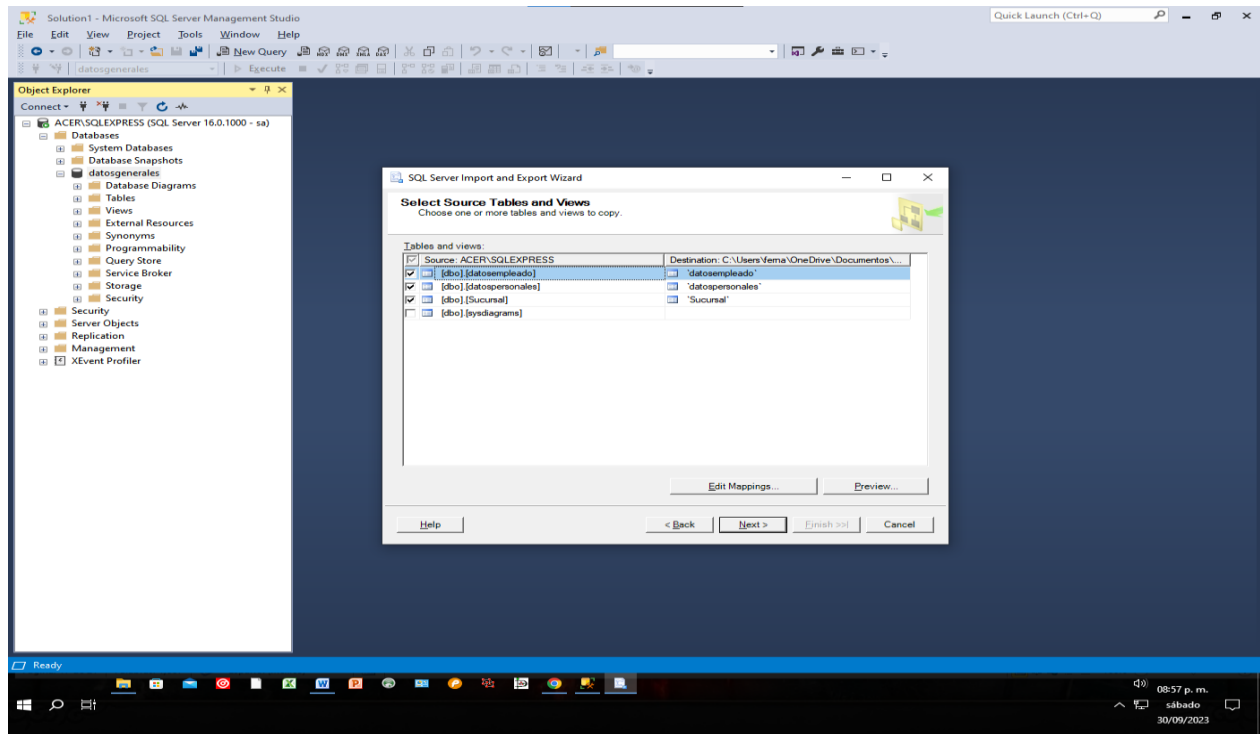 Solution1 - Microsoft SQL Server Management Studio
Quick Launch (Ctrl+Q)
File Edit View Project Tools Window Help
New Query
datosgenerales
Execute
Object Explorer
Connect
ACER\SQLEXPRESS (SQL Server 16.0.1000 - sa)
Databases
System Databases
Database Snapshots
datosgenerales
Database Diagrams
Tables
Views
External Resources
Synonyms
Programmability
Query Store
Service Broker
Storage
Security
Security
Server Objects
Replication
Management
XEvent Profiler
SQL Server Import and Export Wizard
Select Source Tables and Views
Choose one or more tables and views to copy.
Tables and views:
Source: ACER\SQLEXPRESS Destination: C:\Users\ferna\OneDrive\Documentos\...
[dbo].[datosempleado] `datosempleado`
[dbo].[datospersonales] `datospersonales`
[dbo].[Sucursal] `Sucursal`
[dbo].[sysdiagrams]
Edit Mappings... Preview...
Help < Back Next > Finish >>| Cancel
Ready
08:57 p. m.
sábado
30/09/2023